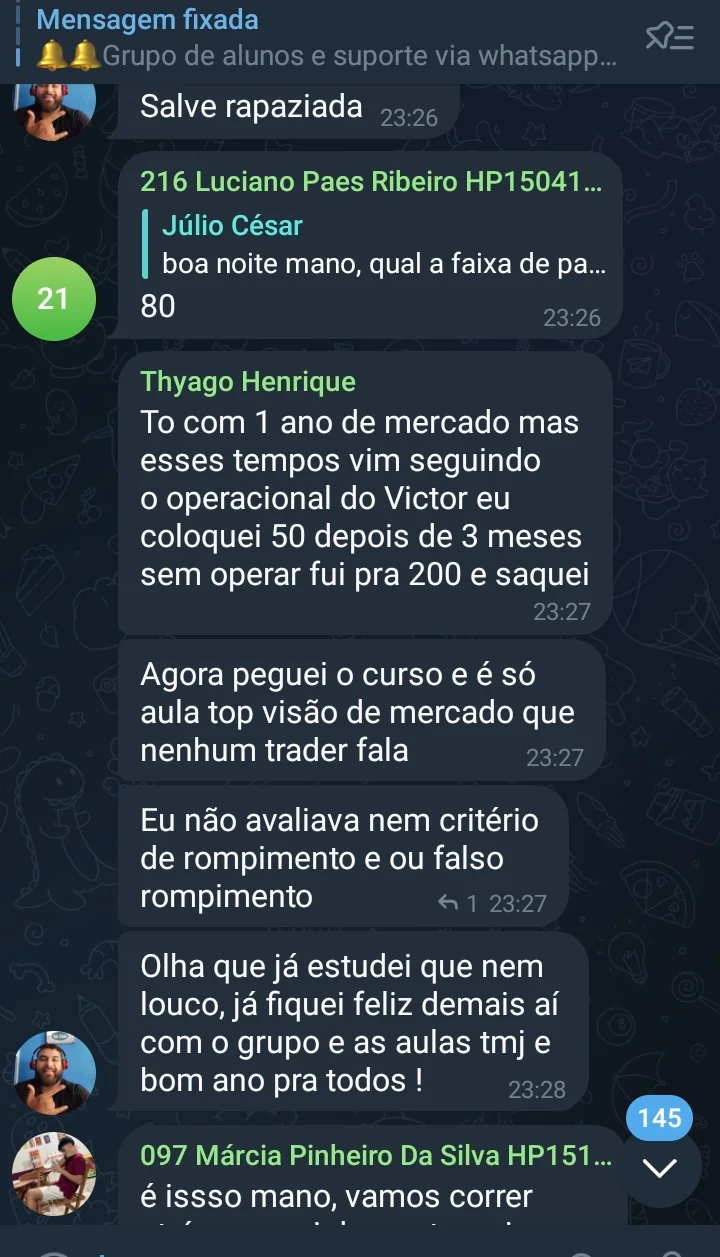 Mensagem fixada
🔔🔔Grupo de alunos e suporte via whatsapp...
Salve rapaziada 23:26
216 Luciano Paes Ribeiro HP15041...
Júlio César
boa noite mano, qual a faixa de pa...
80 23:26
21
Thyago Henrique
To com 1 ano de mercado mas
esses tempos vim seguindo
o operacional do Victor eu
coloquei 50 depois de 3 meses
sem operar fui pra 200 e saquei
23:27
Agora peguei o curso e é só
aula top visão de mercado que
nenhum trader fala 23:27
Eu não avaliava nem critério
de rompimento e ou falso
rompimento 1 23:27
Olha que já estudei que nem
louco, já fiquei feliz demais aí
com o grupo e as aulas tmj e
bom ano pra todos ! 23:28
145
097 Márcia Pinheiro Da Silva HP151...
é issso mano, vamos correr